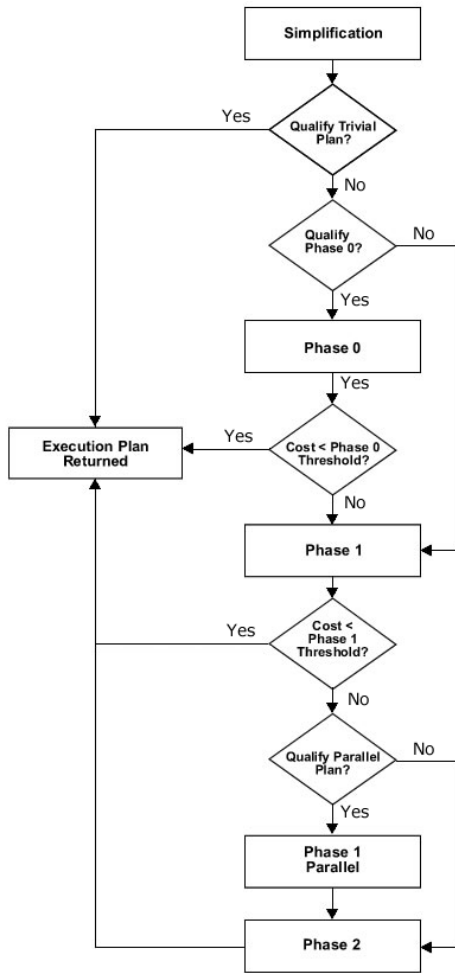 Simplification
Yes
Qualify Trivial
Plan?
No
Qualify
Phase 0?
No
Yes
Phase 0
Yes
Execution Plan
Returned
Yes
Cost < Phase 0
Threshold?
No
Phase 1
Yes
Cost <
Phase 1
Threshold?
No
Qualify Parallel
Plan?
No
Yes
Phase 1
Parallel
Phase 2